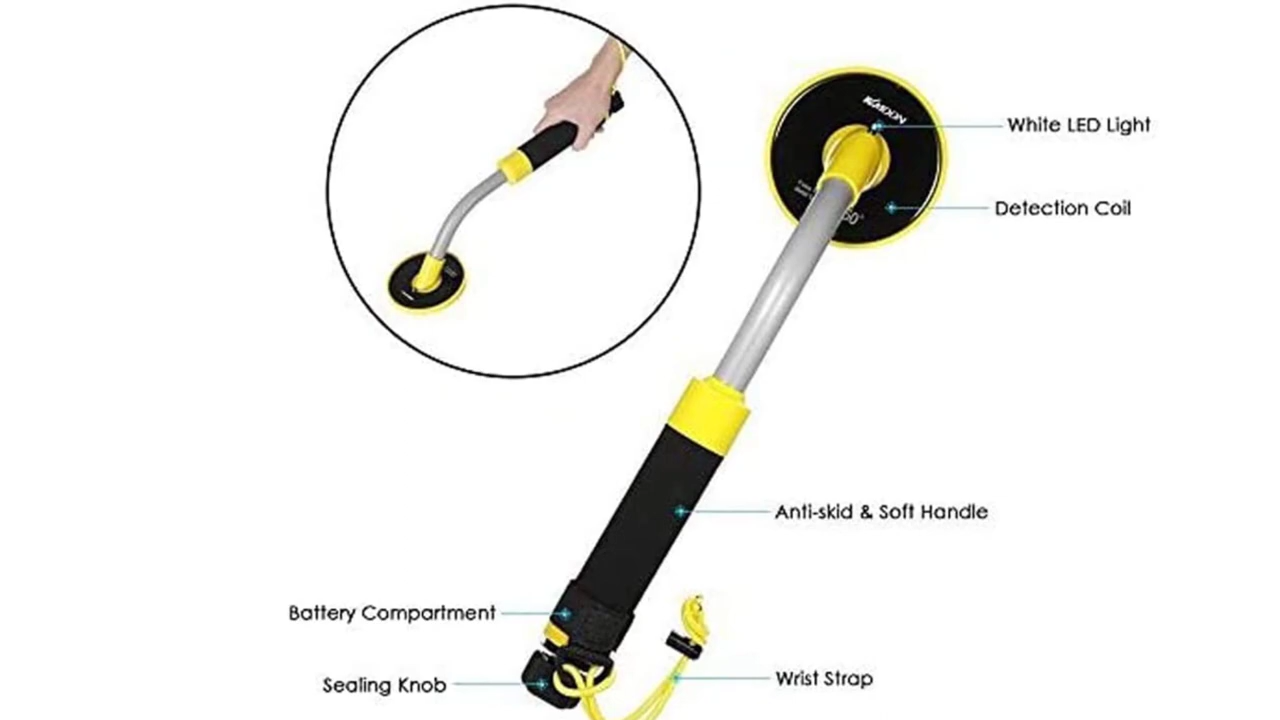 White LED Light
Detection Coil
Anti-skid & Soft Handle
Battery Compartment
Sealing Knob
Wrist Strap